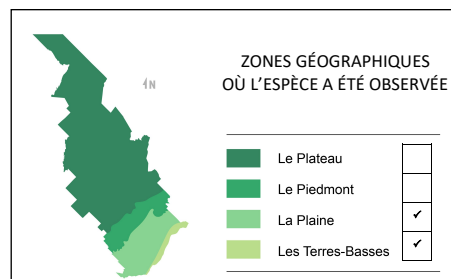 ZONES GÉOGRAPHIQUES
OÙ L'ESPÈCE A ÉTÉ OBSERVÉE
N
Le Plateau
Le Piedmont
La Plaine ✓
Les Terres-Basses ✓